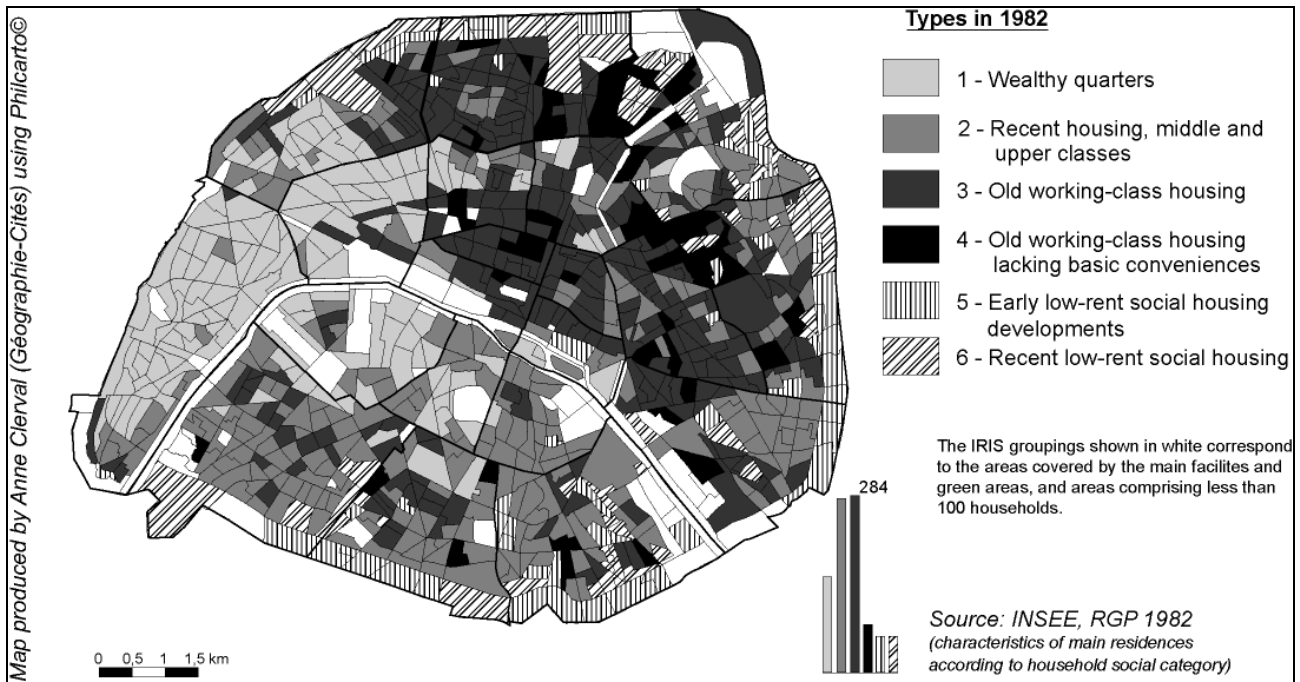 Map produced by Anne Clerval (Géographie-Cités) using Philcarto©
Types in 1982
1 - Wealthy quarters
2 - Recent housing, middle and
upper classes
3 - Old working-class housing
4 - Old working-class housing
lacking basic conveniences
5 - Early low-rent social housing
developments
6 - Recent low-rent social housing
The IRIS groupings shown in white correspond
to the areas covered by the main facilites and
green areas, and areas comprising less than
100 households.
284
Source: INSEE, RGP 1982
(characteristics of main residences
according to household social category)
0 0,5 1 1,5 km